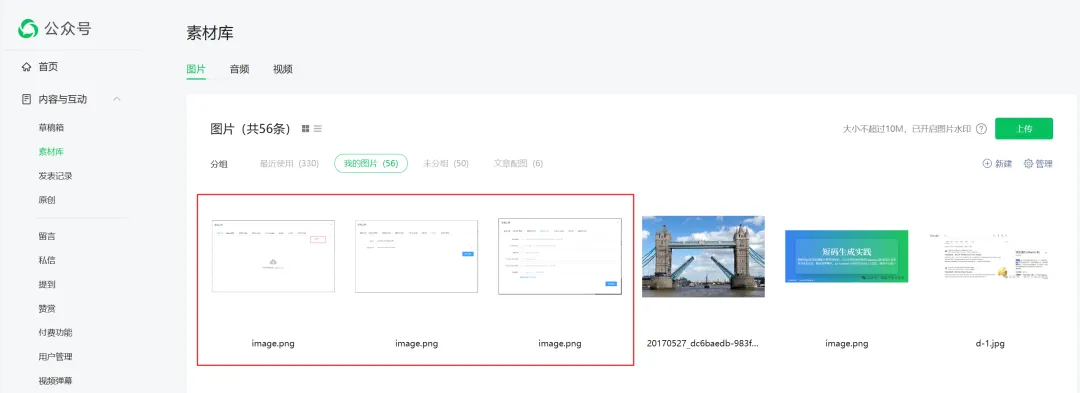 公众号
首页
内容与互动
草稿箱
素材库
发表记录
原创
留言
私信
提到
赞赏
付费功能
用户管理
视频弹幕
素材库
图片 音频 视频
图片（共56条）
大小不超过10M，已开启图片水印 ? 上传
分组 最近使用 (330) 我的图片 (56) 未分组 (50) 文章配图 (6) 新建 管理
短码生成实践
image.png image.png image.png 20170527_dc6baedb-983f... image.png d-1.jpg